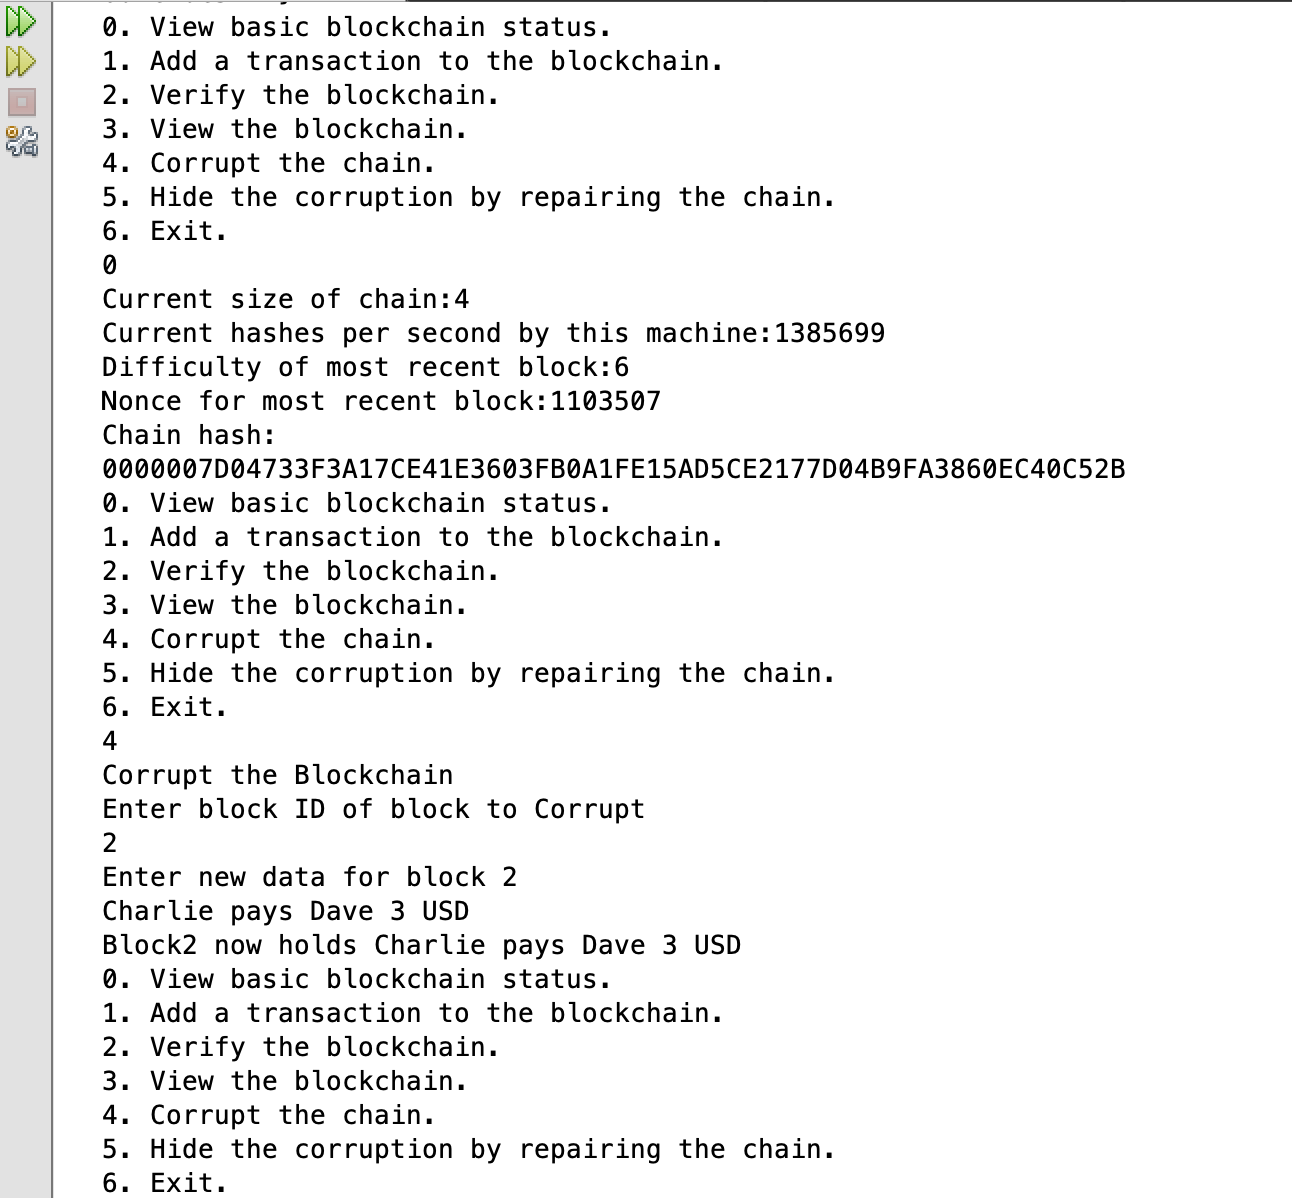 0. View basic blockchain status.
1. Add a transaction to the blockchain.
2. Verify the blockchain.
3. View the blockchain.
4. Corrupt the chain.
5. Hide the corruption by repairing the chain.
6. Exit.
0
Current size of chain:4
Current hashes per second by this machine:1385699
Difficulty of most recent block:6
Nonce for most recent block:1103507
Chain hash:
0000007D04733F3A17CE41E3603FB0A1FE15AD5CE2177D04B9FA3860EC40C52B
0. View basic blockchain status.
1. Add a transaction to the blockchain.
2. Verify the blockchain.
3. View the blockchain.
4. Corrupt the chain.
5. Hide the corruption by repairing the chain.
6. Exit.
4
Corrupt the Blockchain
Enter block ID of block to Corrupt
2
Enter new data for block 2
Charlie pays Dave 3 USD
Block2 now holds Charlie pays Dave 3 USD
0. View basic blockchain status.
1. Add a transaction to the blockchain.
2. Verify the blockchain.
3. View the blockchain.
4. Corrupt the chain.
5. Hide the corruption by repairing the chain.
6. Exit.